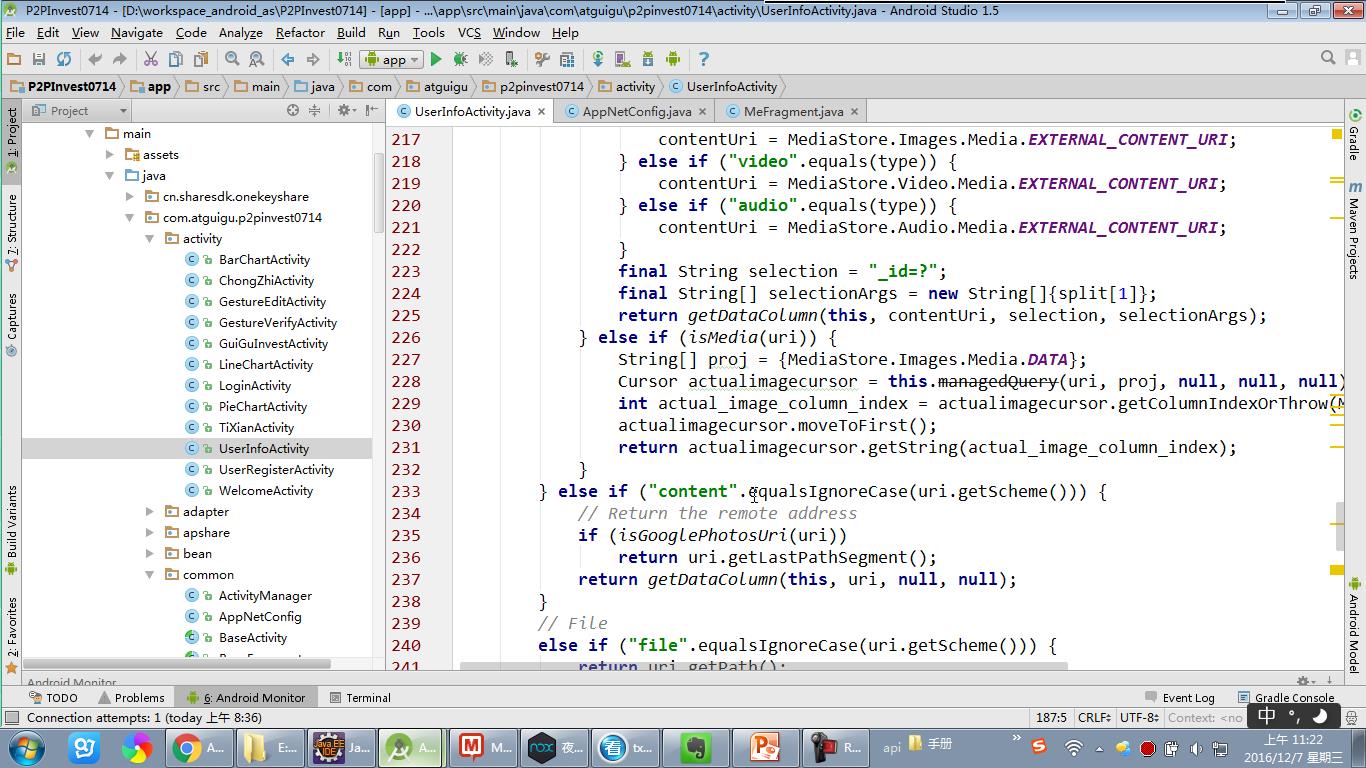 P2PInvest0714 - [D:\workspace_android_as\P2PInvest0714] - [app] - ...\app\src\main\java\com\atguigu\p2pinvest0714\activity\UserInfoActivity.java - Android Studio 1.5
File Edit View Navigate Code Analyze Refactor Build Run Tools VCS Window Help
app
P2PInvest0714 app src main java com atguigu p2pinvest0714 activity UserInfoActivity
Project
UserInfoActivity.java AppNetConfig.java MeFragment.java
1: Project
7: Structure
Captures
Build Variants
2: Favorites
main
assets
java
cn.sharesdk.onekeyshare
com.atguigu.p2pinvest0714
activity
BarChartActivity
ChongZhiActivity
GestureEditActivity
GestureVerifyActivity
GuiGuInvestActivity
LineChartActivity
LoginActivity
PieChartActivity
TiXianActivity
UserInfoActivity
UserRegisterActivity
WelcomeActivity
adapter
apshare
bean
common
ActivityManager
AppNetConfig
BaseActivity
217 contentUri = MediaStore.Images.Media.EXTERNAL_CONTENT_URI;
218 } else if ("video".equals(type)) {
219 contentUri = MediaStore.Video.Media.EXTERNAL_CONTENT_URI;
220 } else if ("audio".equals(type)) {
221 contentUri = MediaStore.Audio.Media.EXTERNAL_CONTENT_URI;
222 }
223 final String selection = "_id=?";
224 final String[] selectionArgs = new String[]{split[1]};
225 return getDataColumn(this, contentUri, selection, selectionArgs);
226 } else if (isMedia(uri)) {
227 String[] proj = {MediaStore.Images.Media.DATA};
228 Cursor actualimagecursor = this.managedQuery(uri, proj, null, null, null)
229 int actual_image_column_index = actualimagecursor.getColumnIndexOrThrow(M
230 actualimagecursor.moveToFirst();
231 return actualimagecursor.getString(actual_image_column_index);
232 }
233 } else if ("content".equalsIgnoreCase(uri.getScheme())) {
234 // Return the remote address
235 if (isGooglePhotosUri(uri))
236 return uri.getLastPathSegment();
237 return getDataColumn(this, uri, null, null);
238 }
239 // File
240 else if ("file".equalsIgnoreCase(uri.getScheme())) {
241 return uri.getPath();
Gradle
Maven Projects
Android Model
Android Monitor
TODO Problems 6: Android Monitor Terminal Event Log Gradle Console
Connection attempts: 1 (today 上午 8:36) 187:5 CRLF UTF-8 Context: <no 中 °,
A... E:... Ja... A... M... 夜... tx... R... api 手册 »
上午 11:22
2016/12/7 星期三